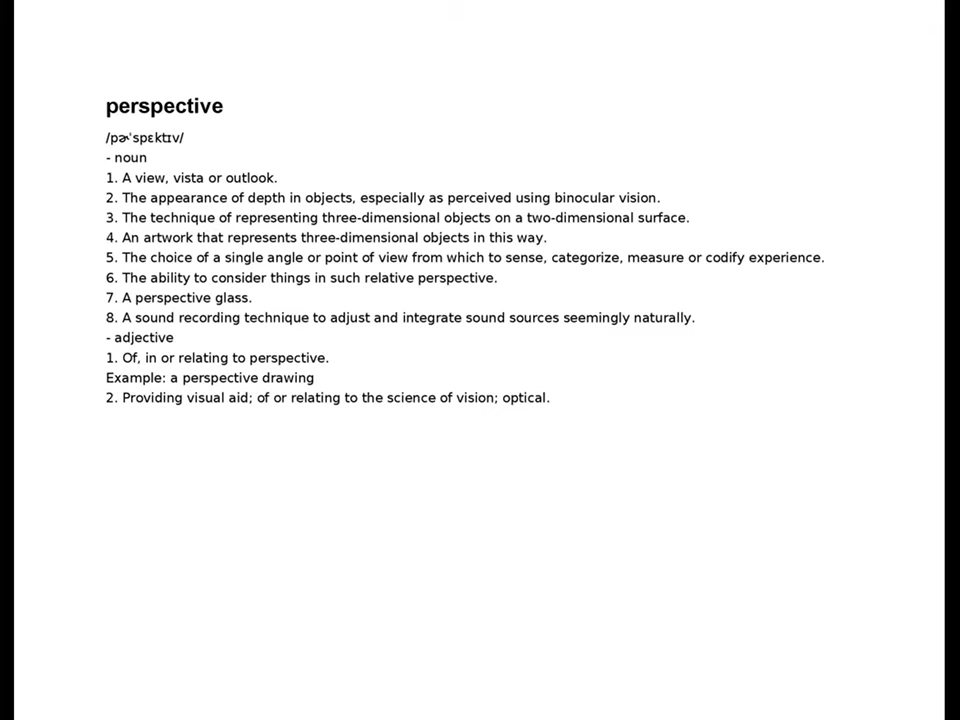 perspective
/pɚˈspɛktɪv/
- noun
1. A view, vista or outlook.
2. The appearance of depth in objects, especially as perceived using binocular vision.
3. The technique of representing three-dimensional objects on a two-dimensional surface.
4. An artwork that represents three-dimensional objects in this way.
5. The choice of a single angle or point of view from which to sense, categorize, measure or codify experience.
6. The ability to consider things in such relative perspective.
7. A perspective glass.
8. A sound recording technique to adjust and integrate sound sources seemingly naturally.
- adjective
1. Of, in or relating to perspective.
Example: a perspective drawing
2. Providing visual aid; of or relating to the science of vision; optical.